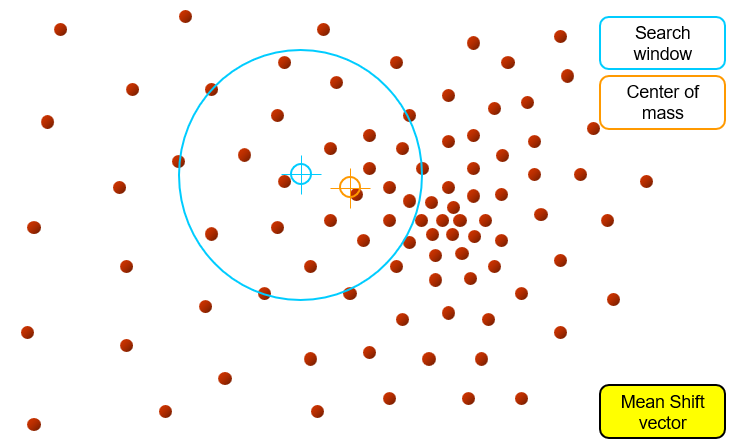 Search
window
Center of
mass
Mean Shift
vector